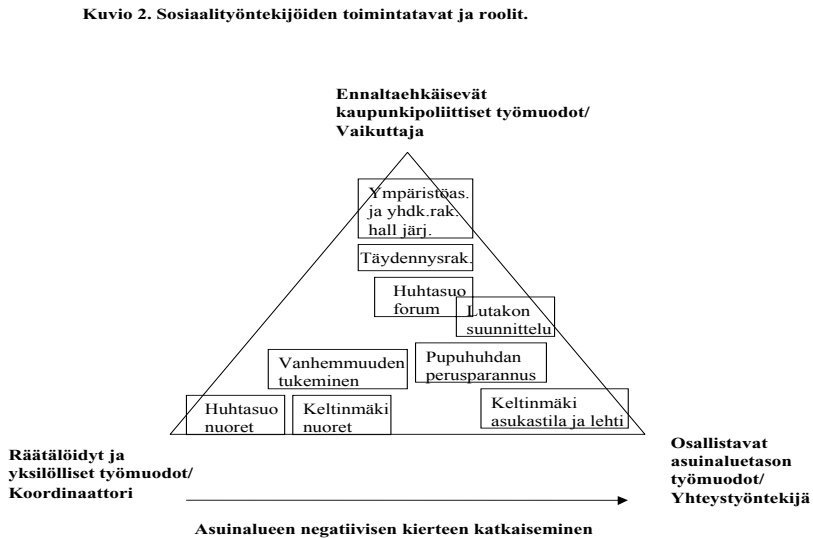 Kuvio 2. Sosiaalityöntekijöiden toimintatavat ja roolit.
Ennaltaehkäisevät
kaupunkipoliittiset työmuodot/
Vaikuttaja
Ympäristöas.
ja yhdk.rak.
hall järj.
Täydennysrak.
Huhtasuo
forum
Lutakon
suunnittelu
Vanhemmuuden
tukeminen
Pupuhuhdan
perusparannus
Huhtasuo
nuoret
Keltinmäki
nuoret
Keltinmäki
asukastila ja lehti
Räätälöidyt ja
yksilölliset työmuodot/
Koordinaattori
Osallistavat
asuinaluetason
työmuodot/
Yhteystyöntekijä
Asuinalueen negatiivisen kierteen katkaiseminen